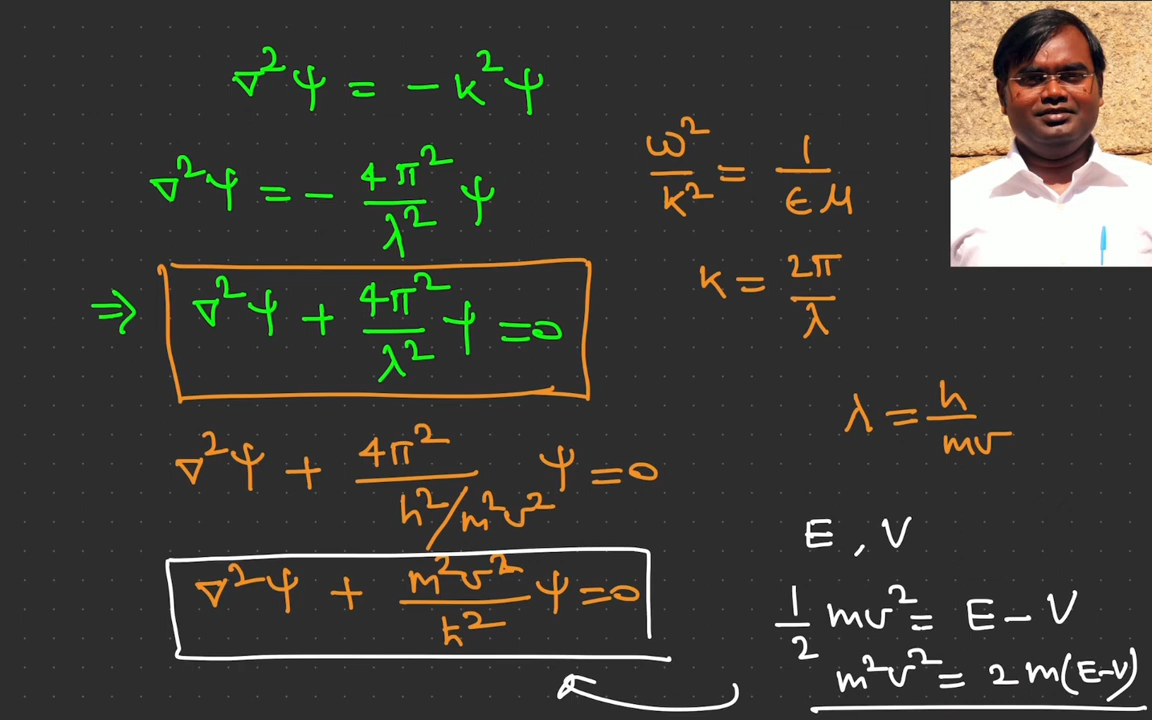 ∇²Ψ = -k²Ψ
∇²Ψ = - 4π²/λ² Ψ
⇒ ∇²Ψ + 4π²/λ² Ψ = 0
∇²Ψ + 4π²/(h²/m²v²) Ψ = 0
∇²Ψ + m²v²/ħ² Ψ = 0
ω²/k² = 1/ϵμ
k = 2π/λ
λ = h/mv
E , V
1/2 mv² = E - V
m²v² = 2m(E-V)